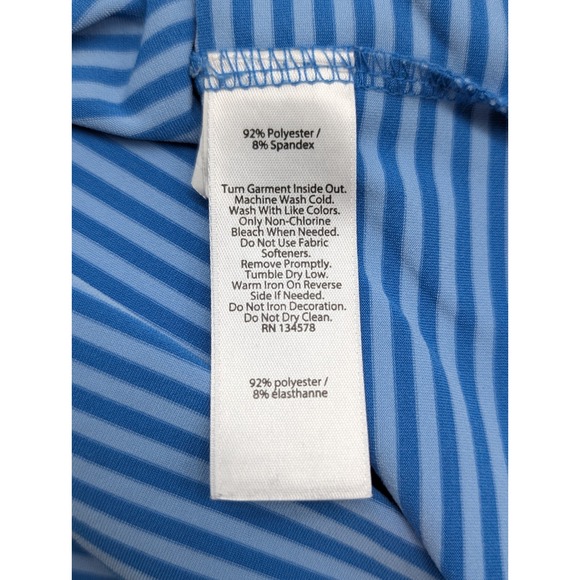 92% Polyester /
8% Spandex
Turn Garment Inside Out.
Machine Wash Cold.
Wash With Like Colors.
Only Non-Chlorine
Bleach When Needed.
Do Not Use Fabric
Softeners.
Remove Promptly.
Tumble Dry Low.
Warm Iron On Reverse
Side If Needed.
Do Not Iron Decoration.
Do Not Dry Clean.
RN 134578
92% polyester /
8% élasthanne